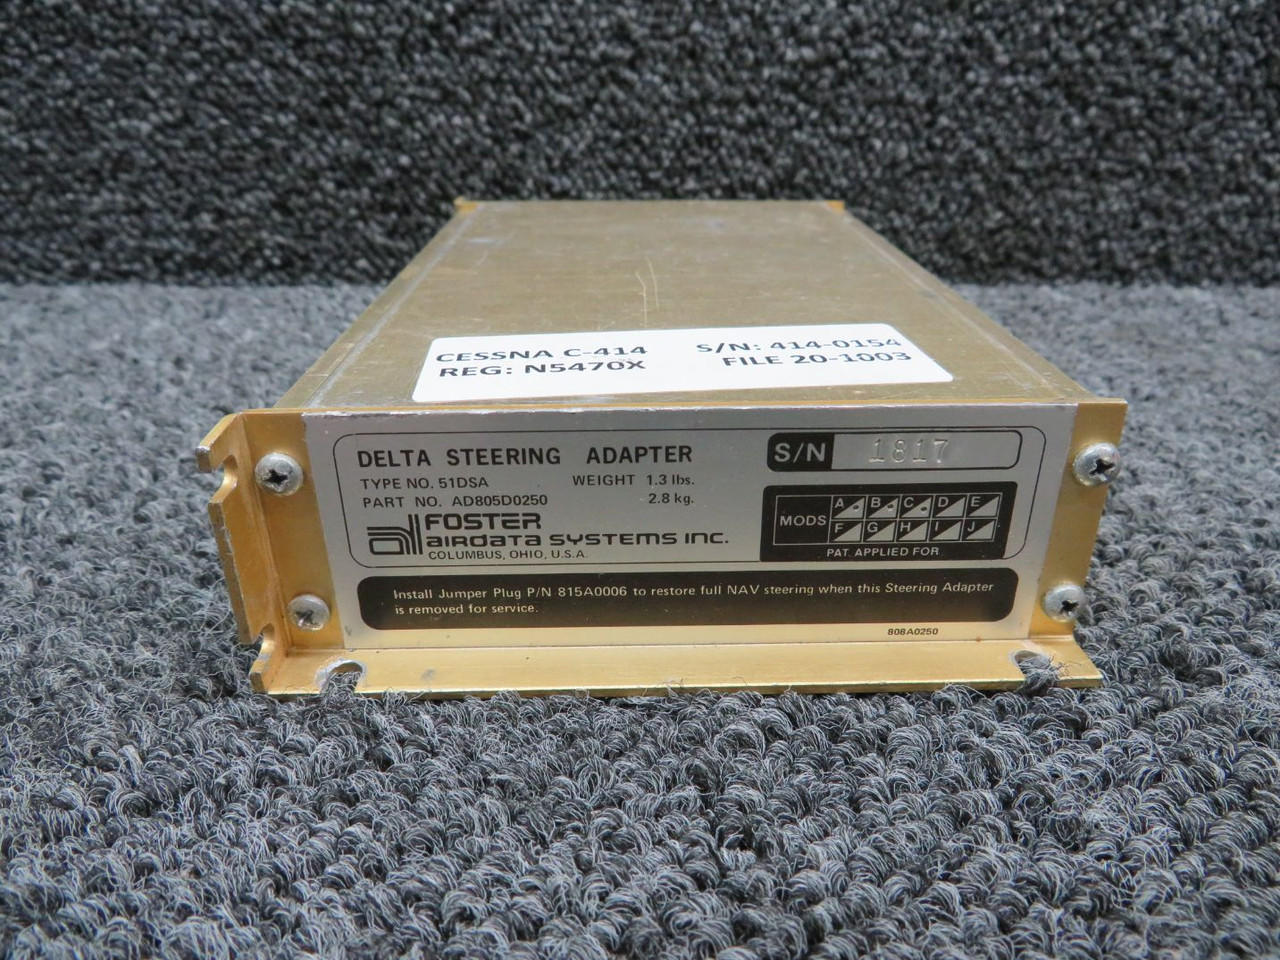 CESSNA C-414 S/N: 414-0154
REG: N5470X FILE 20-1003
DELTA STEERING ADAPTER
TYPE NO. 51DSA WEIGHT 1.3 lbs.
PART NO. AD805D0250 2.8 kg.
FOSTER
AIRDATA SYSTEMS INC.
COLUMBUS, OHIO, U.S.A.
S/N 1817
MODS A B C D E
F G H I J
PAT. APPLIED FOR
Install Jumper Plug P/N 815A0006 to restore full NAV steering when this Steering Adapter
is removed for service.
808A0250